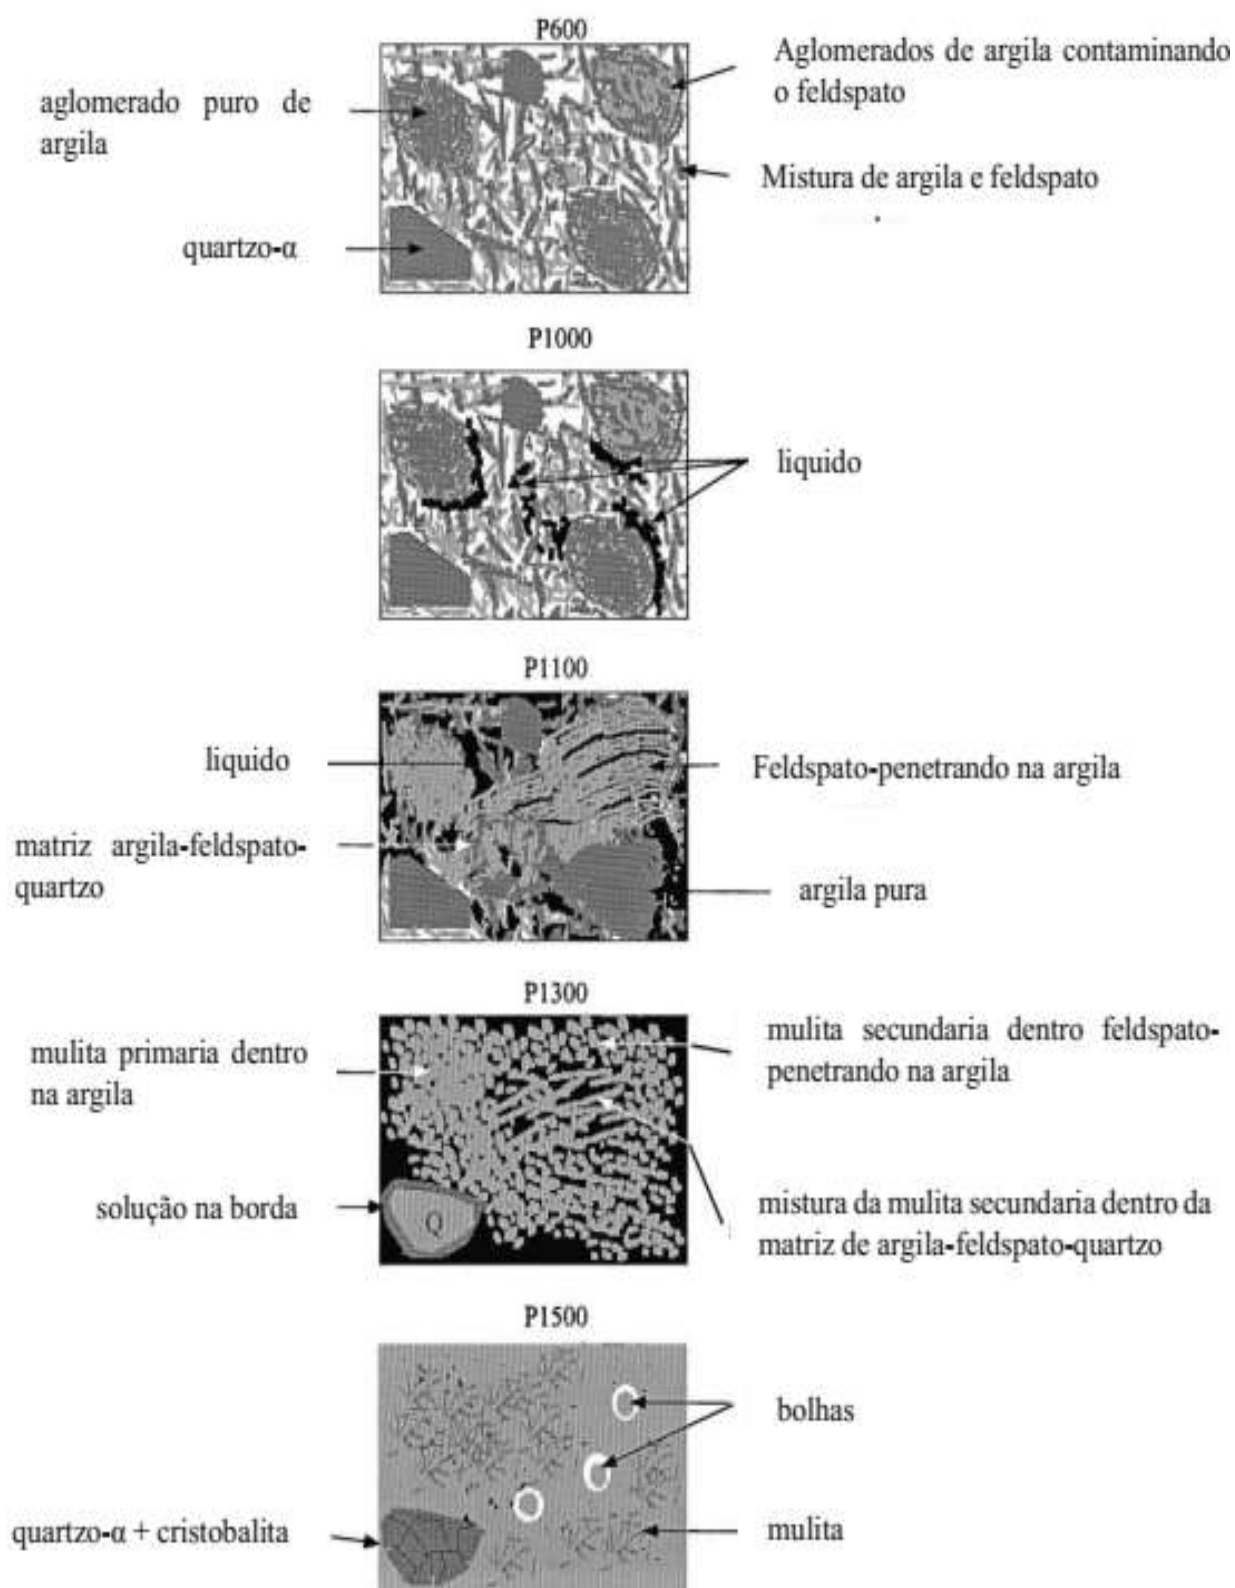 P600
aglomerado puro de
argila
Aglomerados de argila contaminando
o feldspato
Mistura de argila e feldspato
quartzo-α
P1000
liquido
P1100
liquido
Feldspato-penetrando na argila
matriz argila-feldspato-
quartzo
argila pura
P1300
mulita primaria dentro
na argila
mulita secundaria dentro feldspato-
penetrando na argila
solução na borda
Q
mistura da mulita secundaria dentro da
matriz de argila-feldspato-quartzo
P1500
bolhas
quartzo-α + cristobalita
mulita